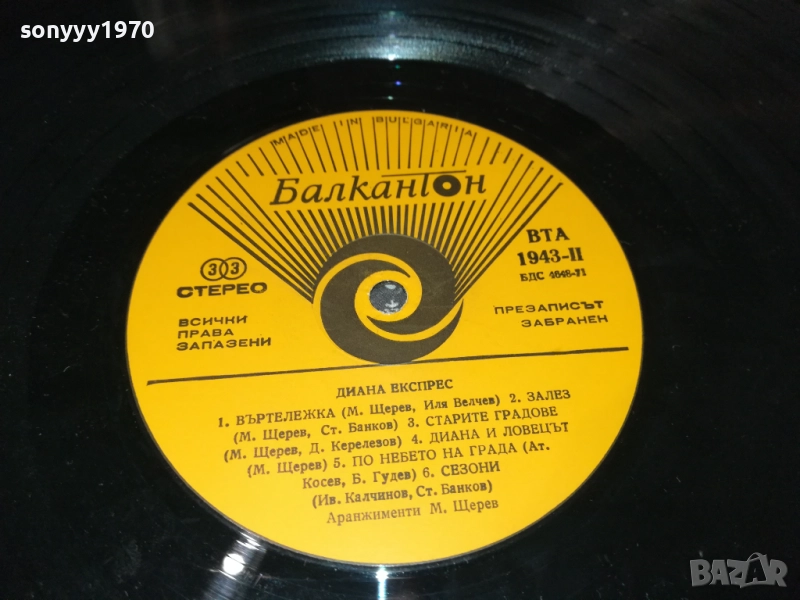 sonyyy1970
MADE IN BULGARIA
Балкантон
ВТА
1943-II
БДС 4848-71
33
СТЕРЕО
ВСИЧКИ
ПРАВА
ЗАПАЗЕНИ
ПРЕЗАПИСЪТ
ЗАБРАНЕН
ДИАНА ЕКСПРЕС
1. ВЪРТЕЛЕЖКА (М. Щерев, Иля Велчев) 2. ЗАЛЕЗ
(М. Щерев, Ст. Банков) 3. СТАРИТЕ ГРАДОВЕ
(М. Щерев, Д. Керелезов) 4. ДИАНА И ЛОВЕЦЪТ
(М. Щерев) 5. ПО НЕБЕТО НА ГРАДА (Ат.
Косев, Б. Гудев) 6. СЕЗОНИ
(Ив. Калчинов, Ст. Банков)
Аранжименти М. Щерев
BAZAR